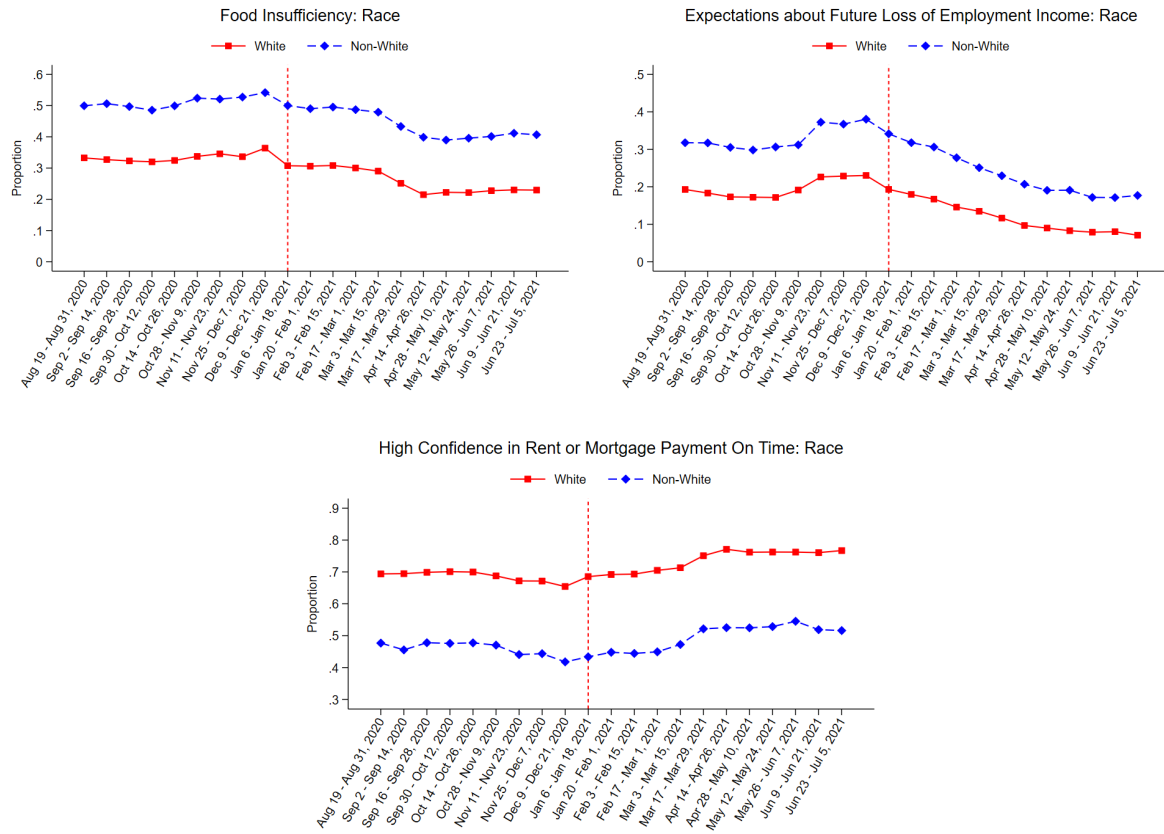 Food Insufficiency: Race
White Non-White
.6
.5
.4
.3
.2
.1
0
Proportion
Aug 19 - Aug 31, 2020
Sep 2 - Sep 14, 2020
Sep 16 - Sep 28, 2020
Sep 30 - Oct 12, 2020
Oct 14 - Oct 26, 2020
Oct 28 - Nov 9, 2020
Nov 11 - Nov 23, 2020
Nov 25 - Dec 7, 2020
Dec 9 - Dec 21, 2020
Jan 6 - Jan 18, 2021
Jan 20 - Feb 1, 2021
Feb 3 - Feb 15, 2021
Feb 17 - Mar 1, 2021
Mar 3 - Mar 15, 2021
Mar 17 - Mar 29, 2021
Apr 14 - Apr 26, 2021
Apr 28 - May 10, 2021
May 12 - May 24, 2021
May 26 - Jun 7, 2021
Jun 9 - Jun 21, 2021
Jun 23 - Jul 5, 2021
Expectations about Future Loss of Employment Income: Race
White Non-White
.5
.4
.3
.2
.1
0
Proportion
Aug 19 - Aug 31, 2020
Sep 2 - Sep 14, 2020
Sep 16 - Sep 28, 2020
Sep 30 - Oct 12, 2020
Oct 14 - Oct 26, 2020
Oct 28 - Nov 9, 2020
Nov 11 - Nov 23, 2020
Nov 25 - Dec 7, 2020
Dec 9 - Dec 21, 2020
Jan 6 - Jan 18, 2021
Jan 20 - Feb 1, 2021
Feb 3 - Feb 15, 2021
Feb 17 - Mar 1, 2021
Mar 3 - Mar 15, 2021
Mar 17 - Mar 29, 2021
Apr 14 - Apr 26, 2021
Apr 28 - May 10, 2021
May 12 - May 24, 2021
May 26 - Jun 7, 2021
Jun 9 - Jun 21, 2021
Jun 23 - Jul 5, 2021
High Confidence in Rent or Mortgage Payment On Time: Race
White Non-White
.9
.8
.7
.6
.5
.4
.3
Proportion
Aug 19 - Aug 31, 2020
Sep 2 - Sep 14, 2020
Sep 16 - Sep 28, 2020
Sep 30 - Oct 12, 2020
Oct 14 - Oct 26, 2020
Oct 28 - Nov 9, 2020
Nov 11 - Nov 23, 2020
Nov 25 - Dec 7, 2020
Dec 9 - Dec 21, 2020
Jan 6 - Jan 18, 2021
Jan 20 - Feb 1, 2021
Feb 3 - Feb 15, 2021
Feb 17 - Mar 1, 2021
Mar 3 - Mar 15, 2021
Mar 17 - Mar 29, 2021
Apr 14 - Apr 26, 2021
Apr 28 - May 10, 2021
May 12 - May 24, 2021
May 26 - Jun 7, 2021
Jun 9 - Jun 21, 2021
Jun 23 - Jul 5, 2021